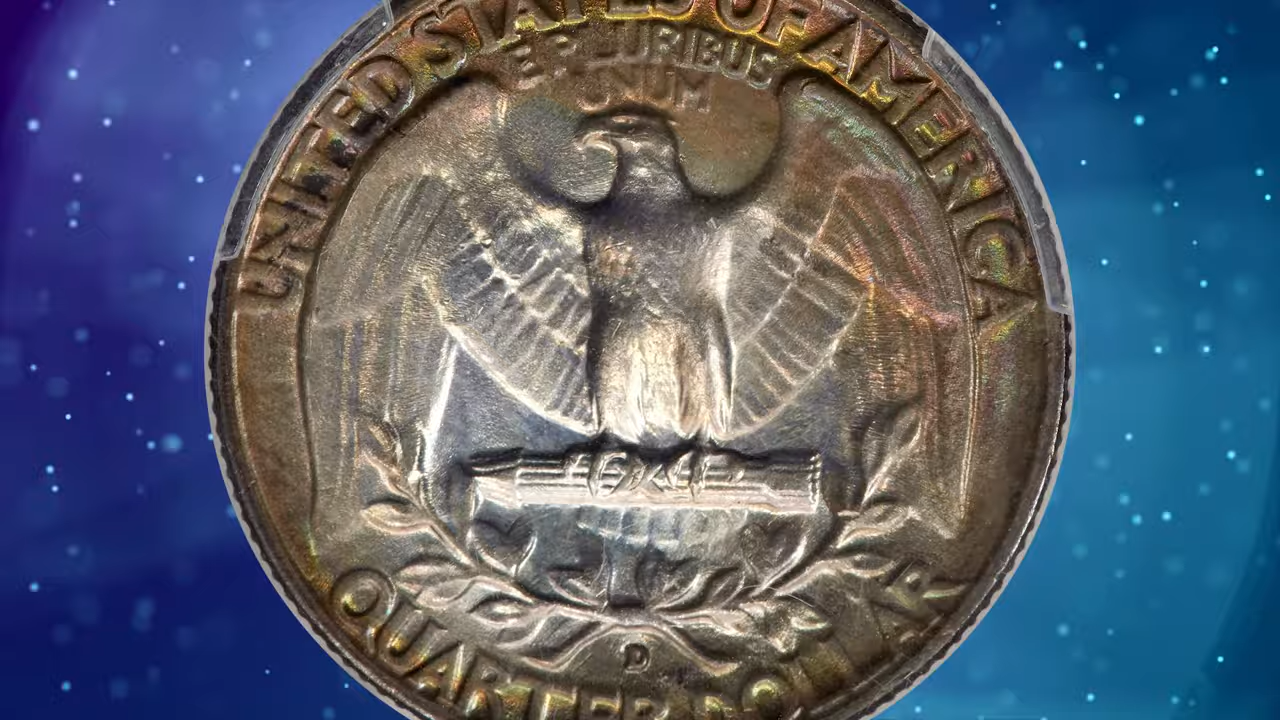 UNITED STATES OF AMERICA
E PLURIBUS
UNUM
D
QUARTER DOLLAR